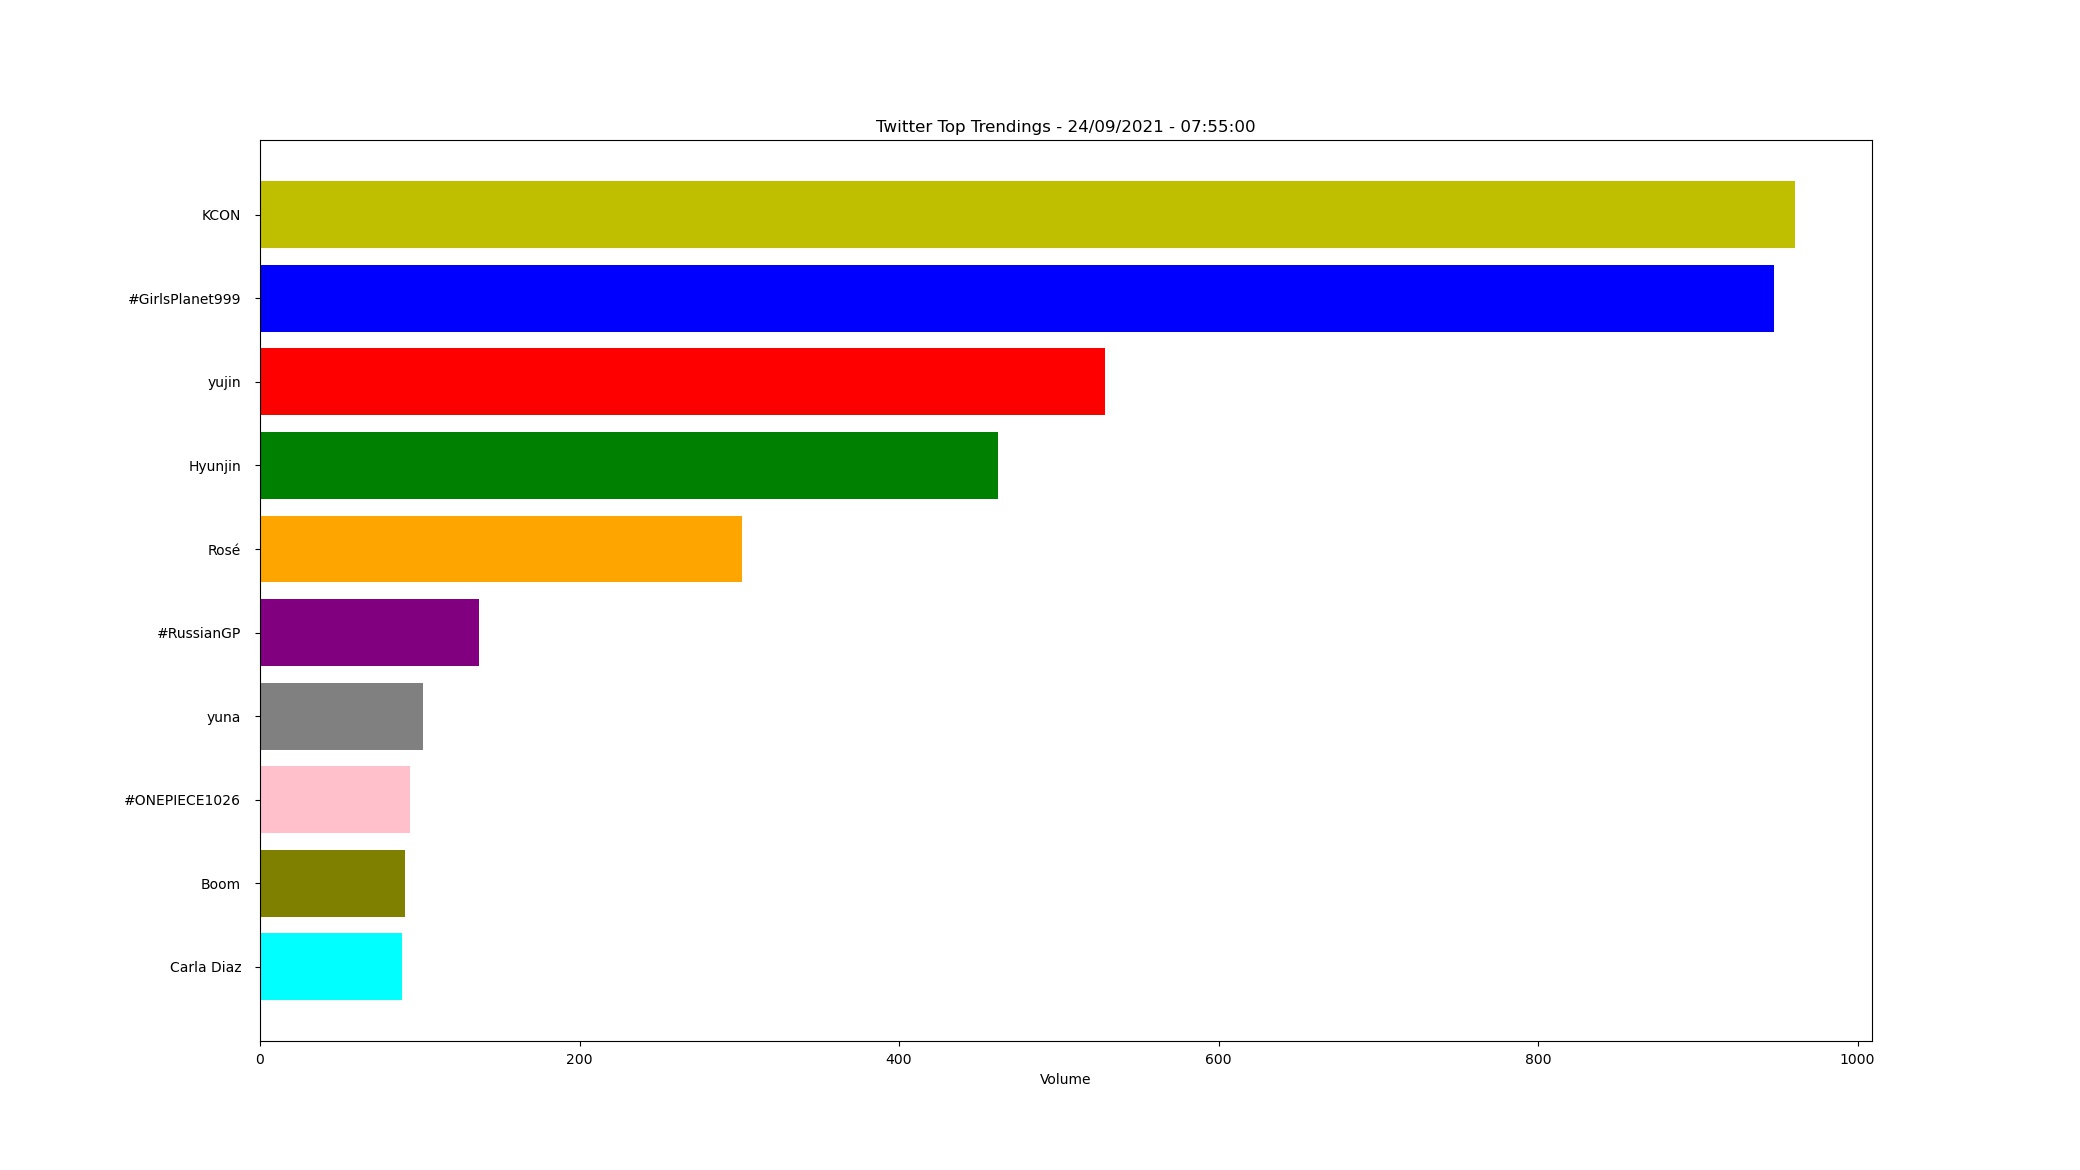 Twitter Top Trendings - 24/09/2021 - 07:55:00
KCON
#GirlsPlanet999
yujin
Hyunjin
Rosé
#RussianGP
yuna
#ONEPIECE1026
Boom
Carla Diaz
0 200 400 600 800 1000
Volume